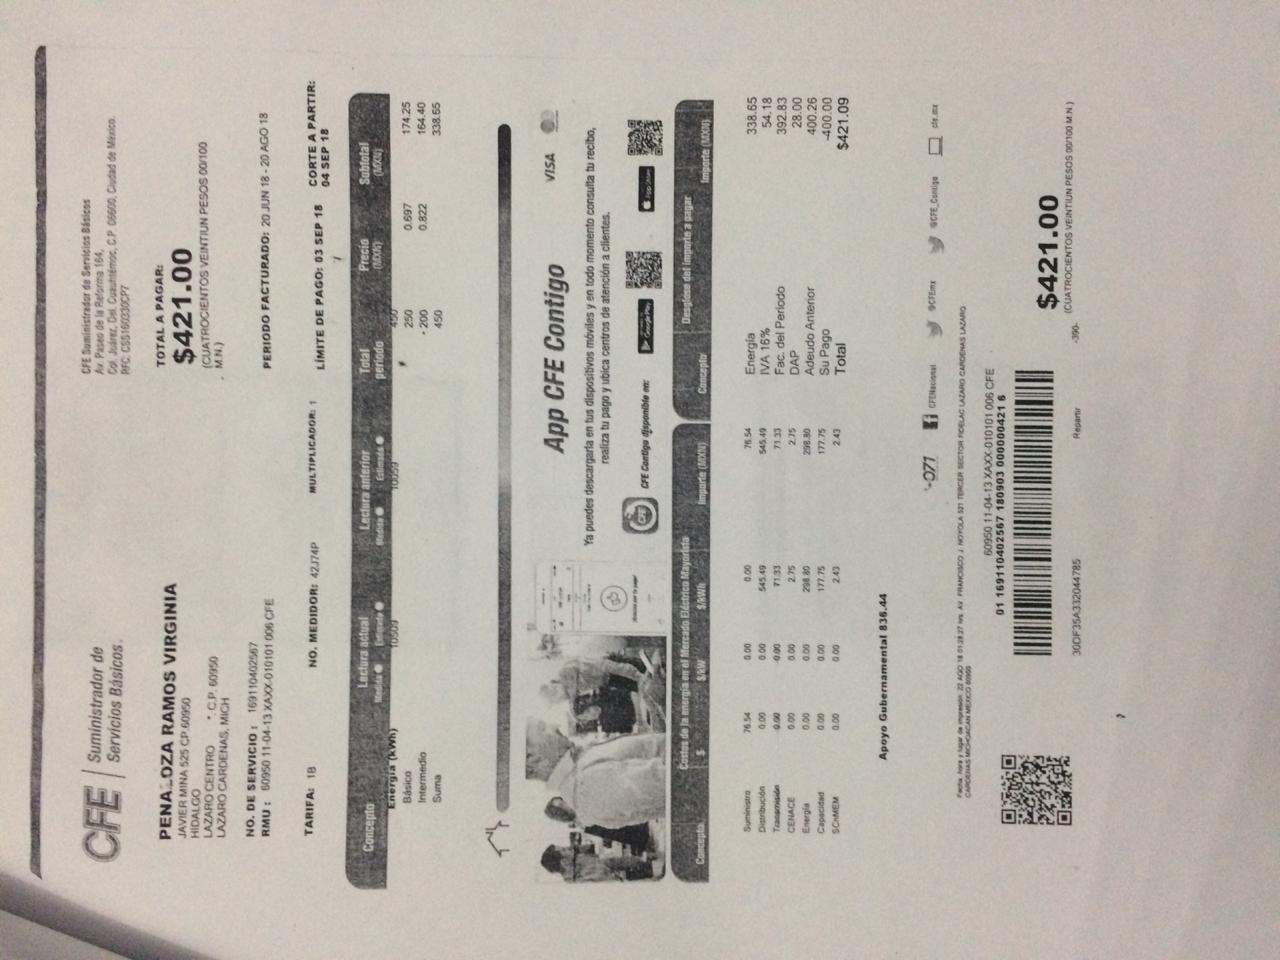 CFE Suministrador de
Servicios Básicos
CFE Suministrador de Servicios Básicos
Av. Paseo de la Reforma 164,
Col. Juárez, Del. Cuauhtémoc, C.P. 06600, Ciudad de México.
RFC: CSS160330CP7
PENALOZA RAMOS VIRGINIA
JAVIER MINA 525 CP.60950
HIDALGO
LAZARO CENTRO *. C.P. 60950
LAZARO CARDENAS, MICH
TOTAL A PAGAR:
$421.00
(CUATROCIENTOS VEINTIUN PESOS 00/100
M.N.)
NO. DE SERVICIO : 169110402567
RMU : 60950 11-04-13 XAXX-010101 006 CFE
PERIODO FACTURADO: 20 JUN 18 - 20 AGO 18
TARIFA: 1B NO. MEDIDOR: 42J74P MULTIPLICADOR: 1 LÍMITE DE PAGO: 03 SEP 18 CORTE A PARTIR:
04 SEP 18
Concepto Lectura actual Lectura anterior Total Precio Subtotal
Medida Estimada Medida Estimada periodo (MXN) (MXN)
Energía (kWh) 10509 10059 450
Básico 250 0.697 174.25
Intermedio 200 0.822 164.40
Suma 450 338.65
App CFE Contigo VISA
Ya puedes descargarla en tus dispositivos móviles y en todo momento consulta tu recibo,
realiza tu pago y ubica centros de atención a clientes.
CFE CFE Contigo disponible en: Google Play App Store
Costos de la energía en el Mercado Eléctrico Mayorista
Concepto $ $/kW $/kWh Importe (MXN)
Suministro 76.54 0.00 0.00 76.54
Distribución 0.00 0.00 545.49 545.49
Transmisión 0.00 0.00 71.33 71.33
CENACE 0.00 0.00 2.75 2.75
Energía 0.00 0.00 298.80 298.80
Capacidad 0.00 0.00 177.75 177.75
SCnMEM 0.00 0.00 2.43 2.43
Desglose del importe a pagar
Concepto Importe (MXN)
Energía 338.65
IVA 16% 54.18
Fac. del Periodo 392.83
DAP 28.00
Adeudo Anterior 400.26
Su Pago -400.00
Total $421.09
Apoyo Gubernamental 836.44
071 CFENacional @CFEmx @CFE_Contigo cfe.mx
Fecha, hora y lugar de impresión: 22 AGO 18 01:28:27 hrs. AV. FRANCISCO J. NOYOLA 521 TERCER SECTOR FIDELAC LAZARO CARDENAS LAZARO
CARDENAS MICHOACAN MEXICO 60950
60950 11-04-13 XAXX-010101 006 CFE
01 169110402567 180903 000000421 6
30DF35A332044785 Repartir -390-
$421.00
(CUATROCIENTOS VEINTIUN PESOS 00/100 M.N.)